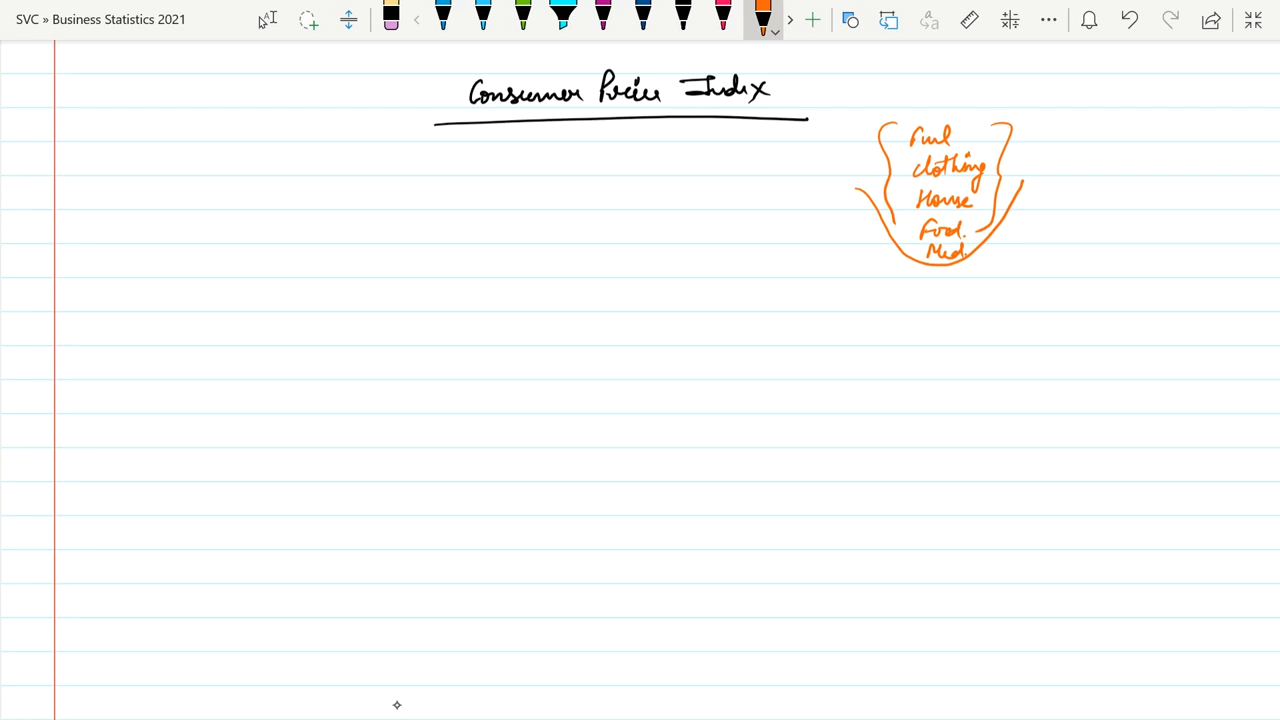 SVC » Business Statistics 2021
Consumer Price Index
Fuel
Clothing
House
Food.
Med.